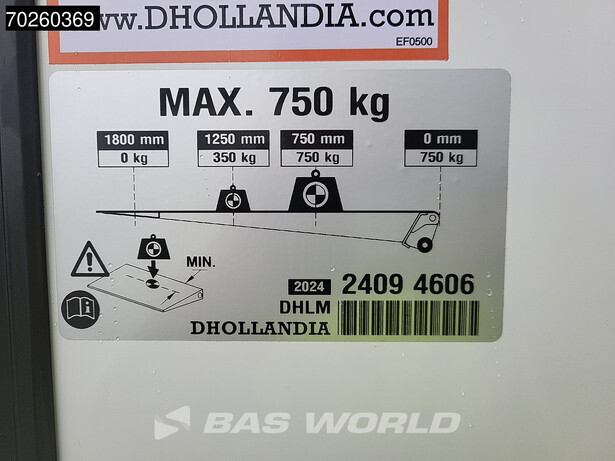 70260369
www.DHOLLANDIA.com
EF0500
MAX. 750 kg
1800 mm 1250 mm 750 mm 0 mm
0 kg 350 kg 750 kg 750 kg
MIN.
2024 2409 4606
DHLM
DHOLLANDIA
BAS WORLD